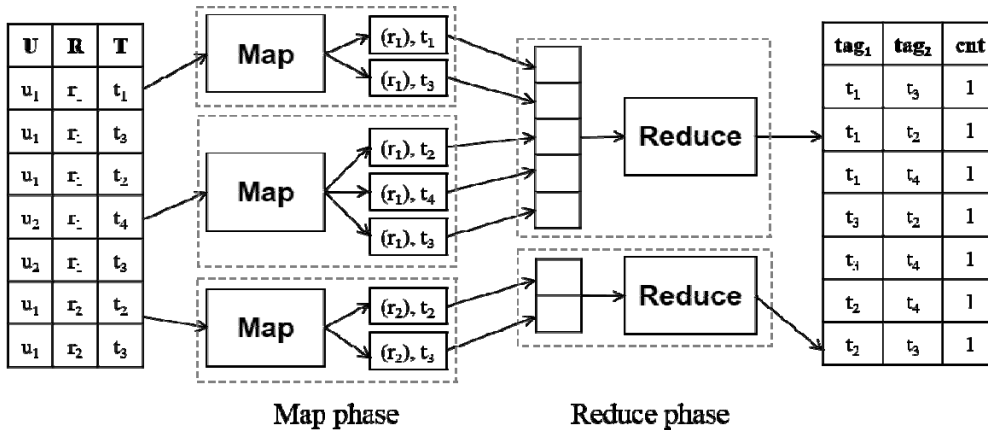 U R T
u1 r1 t1
u1 r1 t3
u1 r1 t2
u2 r1 t4
u2 r1 t3
u1 r2 t2
u1 r2 t3
Map
(r1), t1
(r1), t3
Map
(r1), t2
(r1), t4
(r1), t3
Map
(r2), t2
(r2), t3
Map phase
Reduce
Reduce
Reduce phase
tag1 tag2 cnt
t1 t3 1
t1 t2 1
t1 t4 1
t3 t2 1
t3 t4 1
t2 t4 1
t2 t3 1